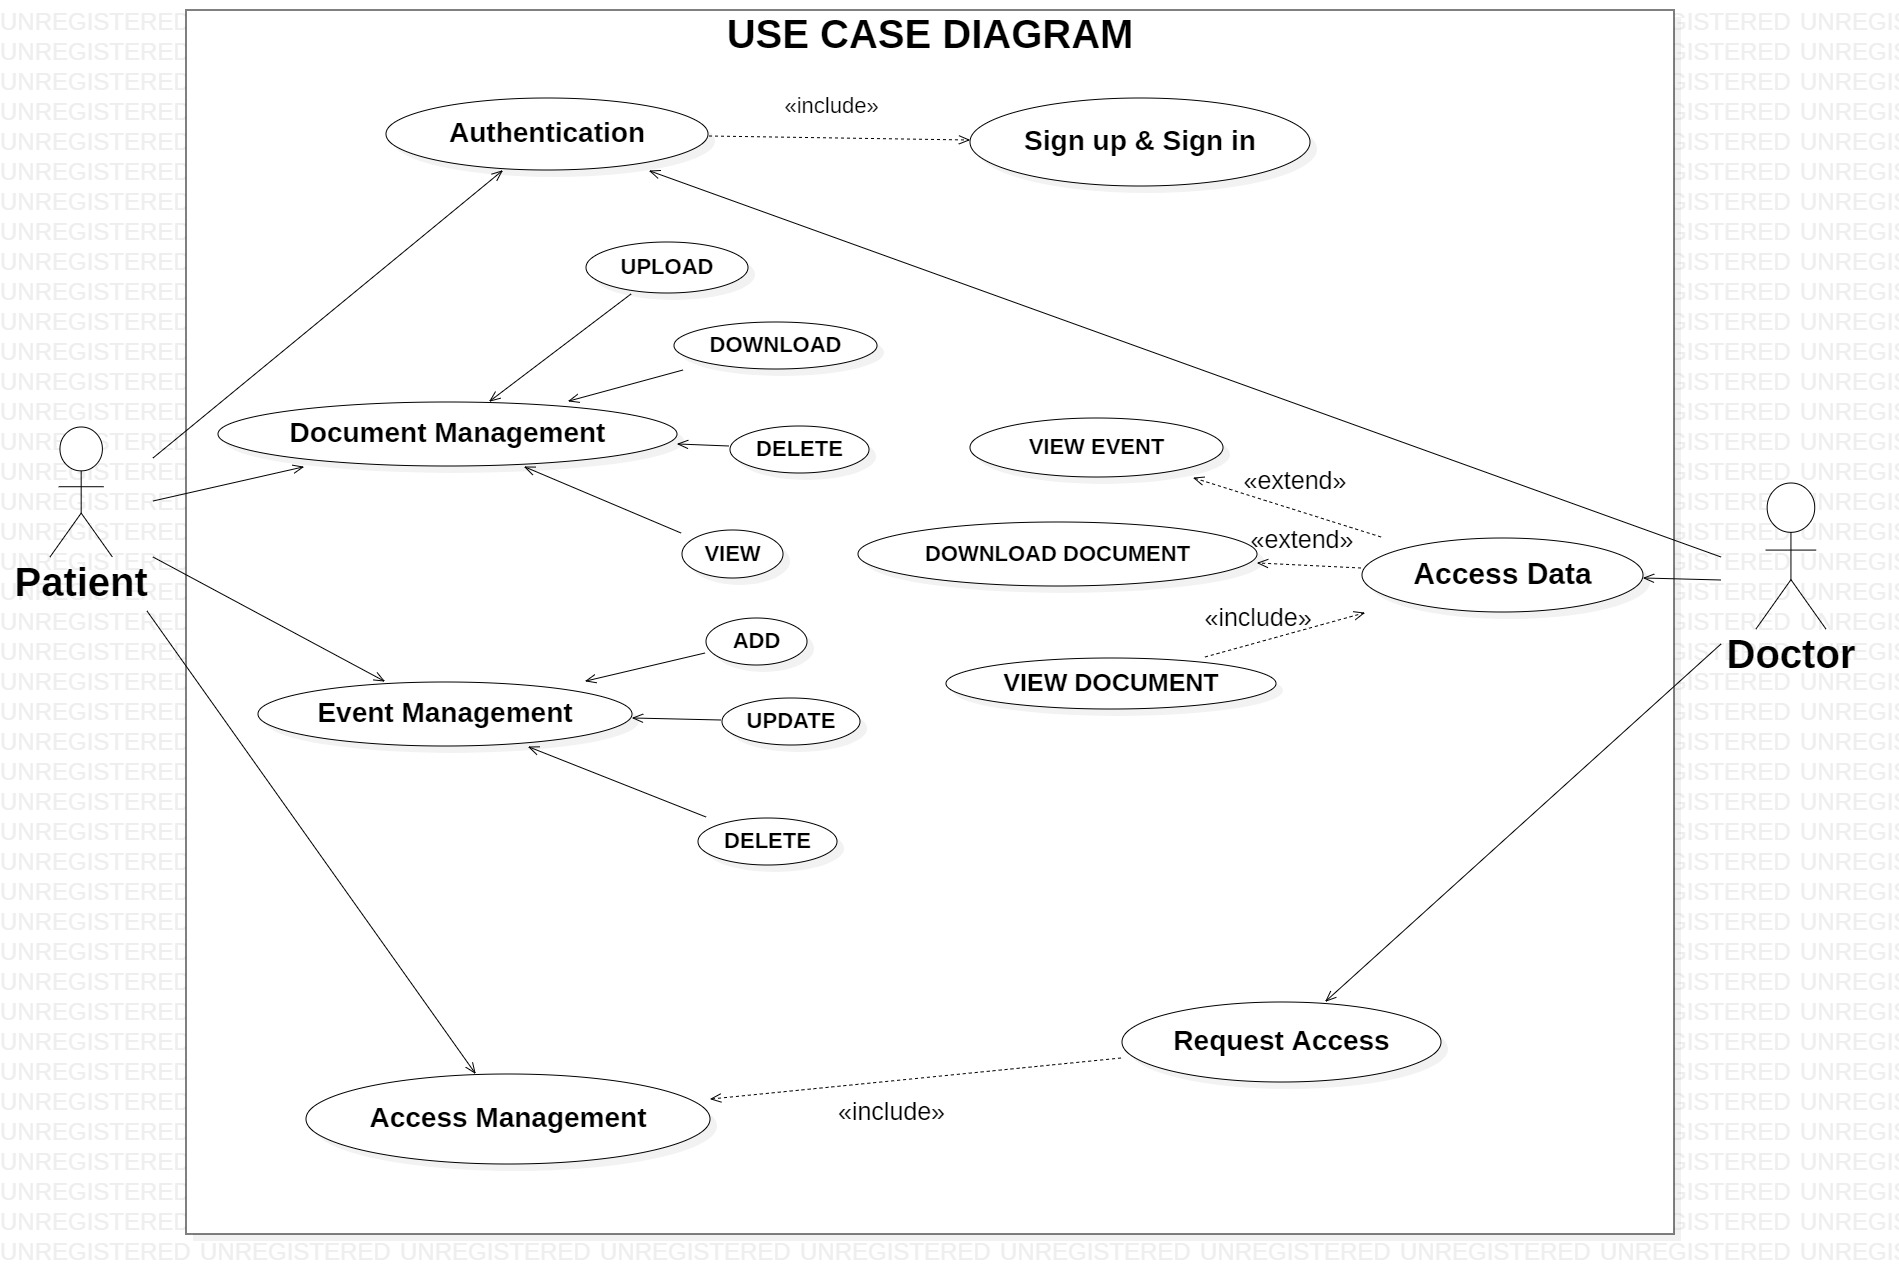 USE CASE DIAGRAM
«include»
Authentication
Sign up & Sign in
UPLOAD
DOWNLOAD
Document Management
DELETE
VIEW EVENT
«extend»
«extend»
VIEW
DOWNLOAD DOCUMENT
Access Data
Patient
«include»
ADD
Doctor
VIEW DOCUMENT
Event Management
UPDATE
DELETE
Request Access
«include»
Access Management
UNREGISTERED UNREGISTERED UNREGISTERED UNREGISTERED UNREGISTERED UNREGISTERED UNREGISTERED UNREGISTERED UNREGISTERED